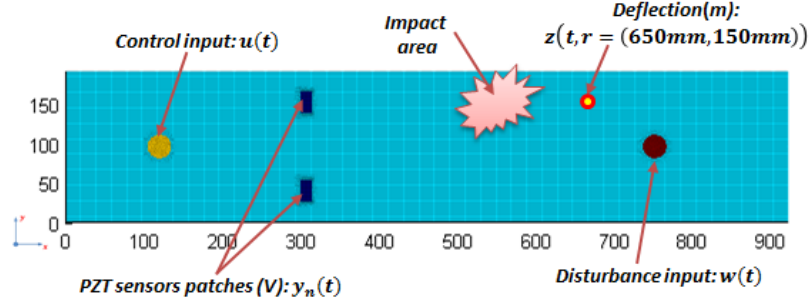 Deflection(m):
z(t, r = (650mm, 150mm))
Impact
area
Control input: u(t)
150
100
50
0
0 100 200 300 400 500 600 700 800 900
y
x
PZT sensors patches (V): yₙ(t)
Disturbance input: w(t)